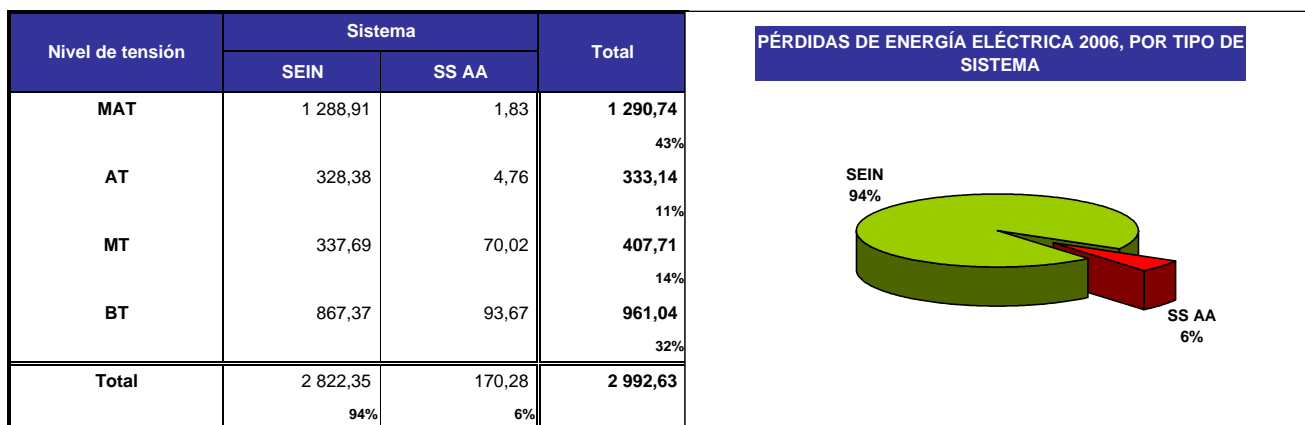 Nivel de tensión Sistema Total
SEIN SS AA
MAT 1 288,91 1,83 1 290,74
43%
AT 328,38 4,76 333,14
11%
MT 337,69 70,02 407,71
14%
BT 867,37 93,67 961,04
32%
Total 2 822,35 170,28 2 992,63
94% 6%
PÉRDIDAS DE ENERGÍA ELÉCTRICA 2006, POR TIPO DE
SISTEMA
SEIN
94%
SS AA
6%